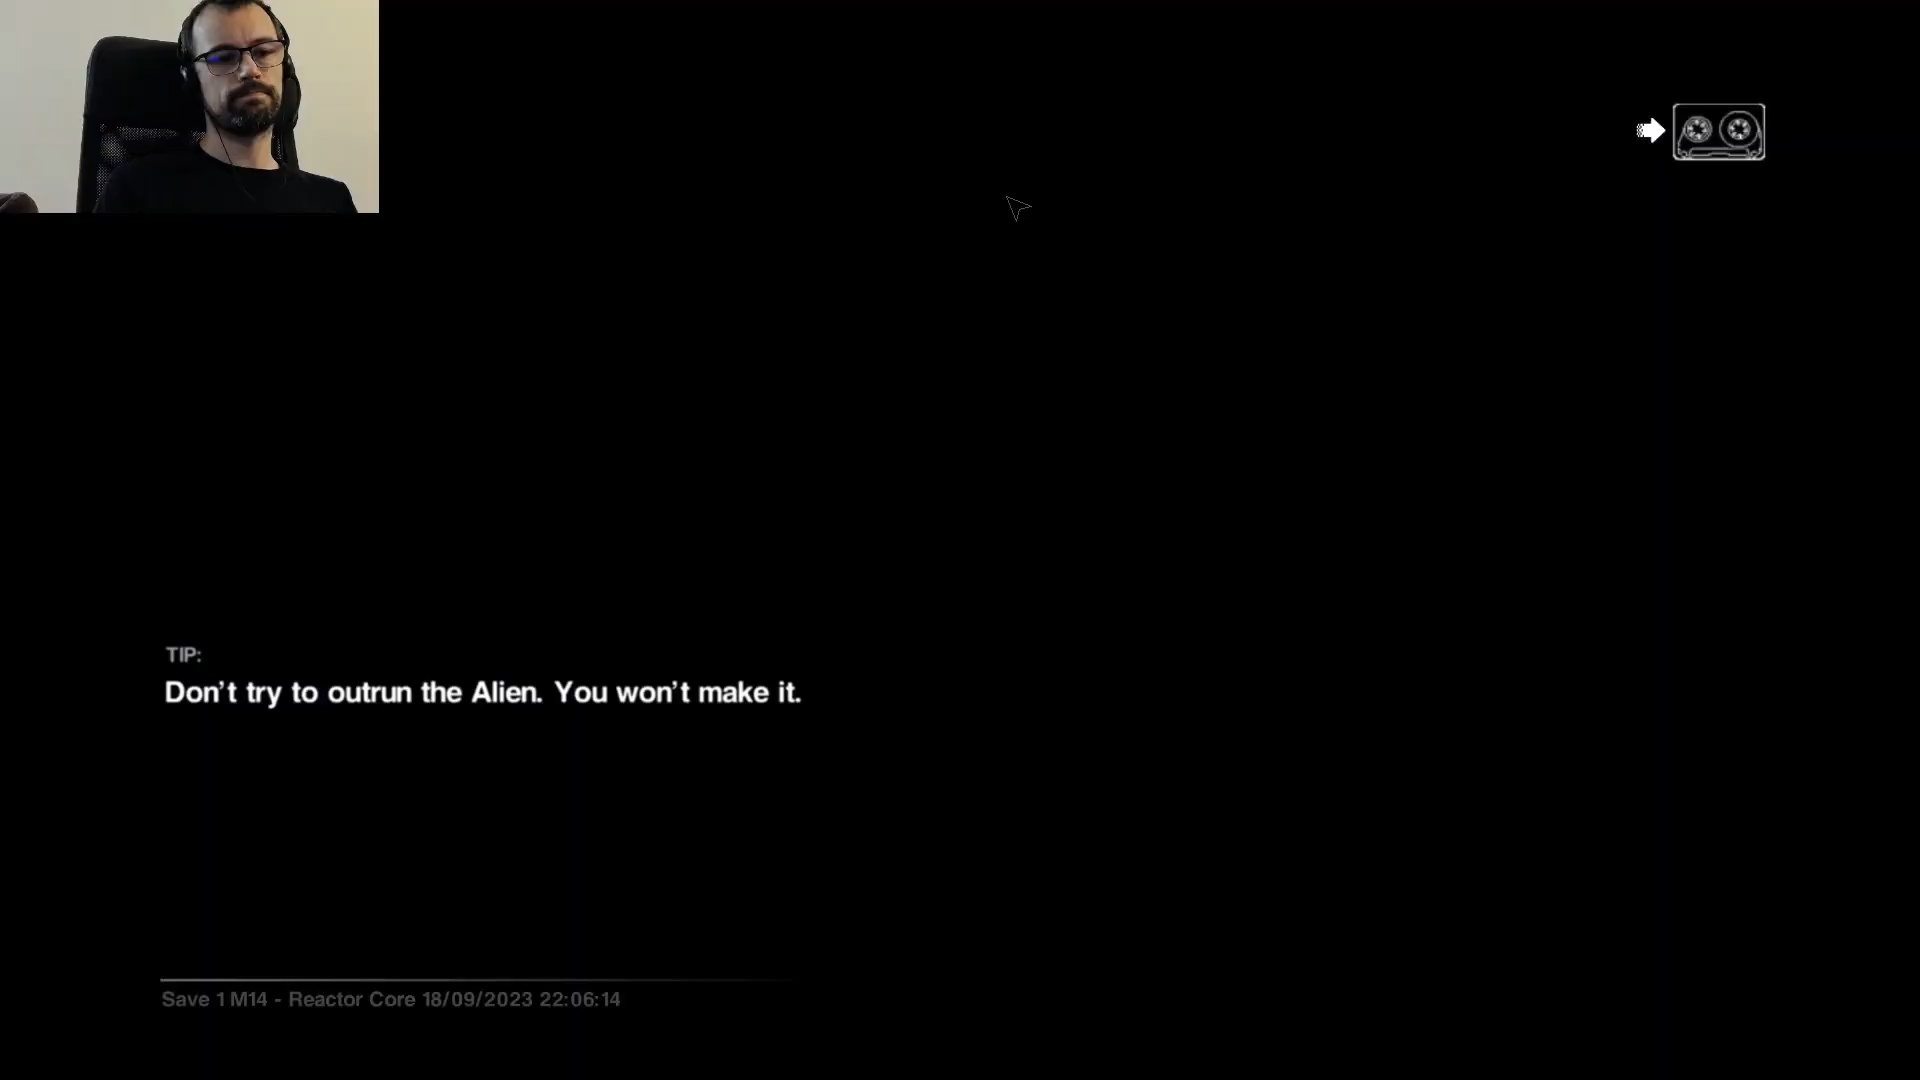 TIP:
Don't try to outrun the Alien. You won't make it.
Save 1 M14 - Reactor Core 18/09/2023 22:06:14